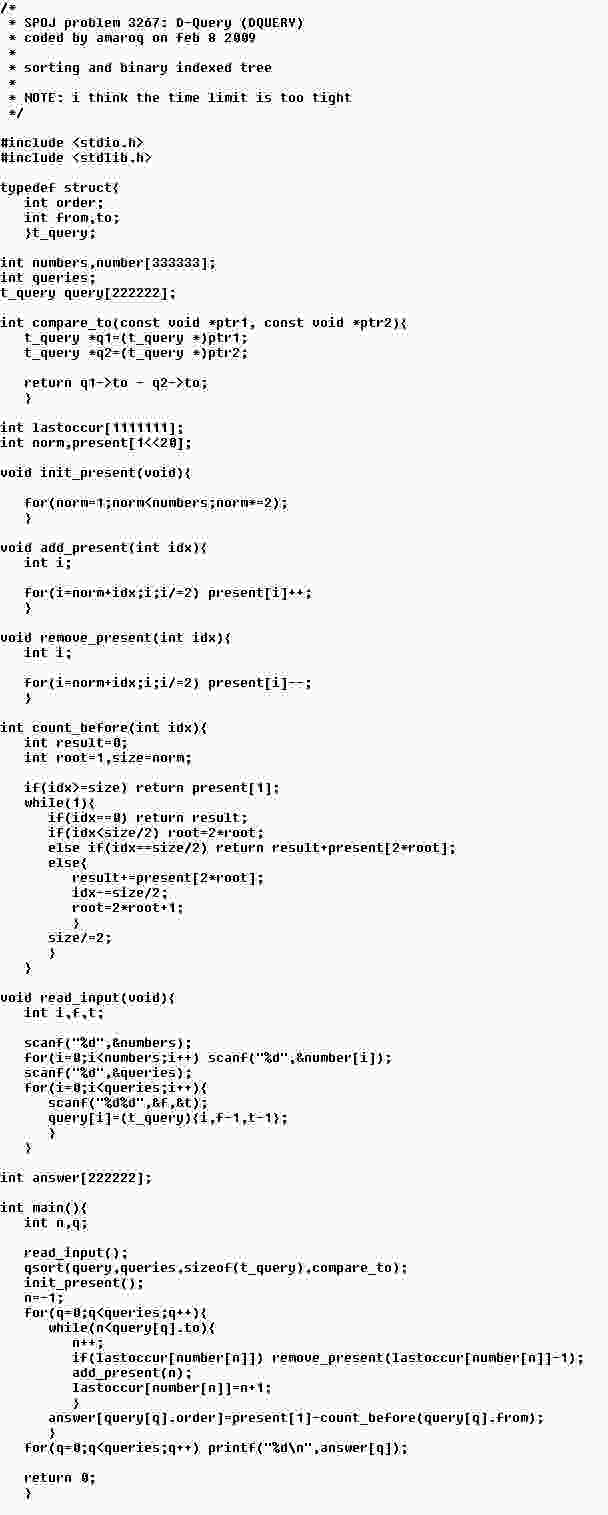 /*
 * SPOJ problem 3267: D-Query (DQUERY)
 * coded by amaroq on feb 8 2009
 *
 * sorting and binary indexed tree
 *
 * NOTE: i think the time limit is too tight
 */

#include <stdio.h>
#include <stdlib.h>

typedef struct{
   int order;
   int from,to;
   }t_query;

int numbers,number[333333];
int queries;
t_query query[222222];

int compare_to(const void *ptr1, const void *ptr2){
   t_query *q1=(t_query *)ptr1;
   t_query *q2=(t_query *)ptr2;

   return q1->to - q2->to;
   }

int lastoccur[1111111];
int norm,present[1<<20];

void init_present(void){

   for(norm=1;norm<numbers;norm*=2);
   }

void add_present(int idx){
   int i;

   for(i=norm+idx;i;i/=2) present[i]++;
   }

void remove_present(int idx){
   int i;

   for(i=norm+idx;i;i/=2) present[i]--;
   }

int count_before(int idx){
   int result=0;
   int root=1,size=norm;

   if(idx>=size) return present[1];
   while(1){
      if(idx==0) return result;
      if(idx<size/2) root=2*root;
      else if(idx==size/2) return result+present[2*root];
      else{
         result+=present[2*root];
         idx-=size/2;
         root=2*root+1;
         }
      size/=2;
      }
   }

void read_input(void){
   int i,f,t;

   scanf("%d",&numbers);
   for(i=0;i<numbers;i++) scanf("%d",&number[i]);
   scanf("%d",&queries);
   for(i=0;i<queries;i++){
      scanf("%d%d",&f,&t);
      query[i]=(t_query){i,f-1,t-1};
      }
   }

int answer[222222];

int main(){
   int n,q;

   read_input();
   qsort(query,queries,sizeof(t_query),compare_to);
   init_present();
   n=-1;
   for(q=0;q<queries;q++){
      while(n<query[q].to){
         n++;
         if(lastoccur[number[n]]) remove_present(lastoccur[number[n]]-1);
         add_present(n);
         lastoccur[number[n]]=n+1;
         }
      answer[query[q].order]=present[1]-count_before(query[q].from);
      }
   for(q=0;q<queries;q++) printf("%d\n",answer[q]);

   return 0;
   }